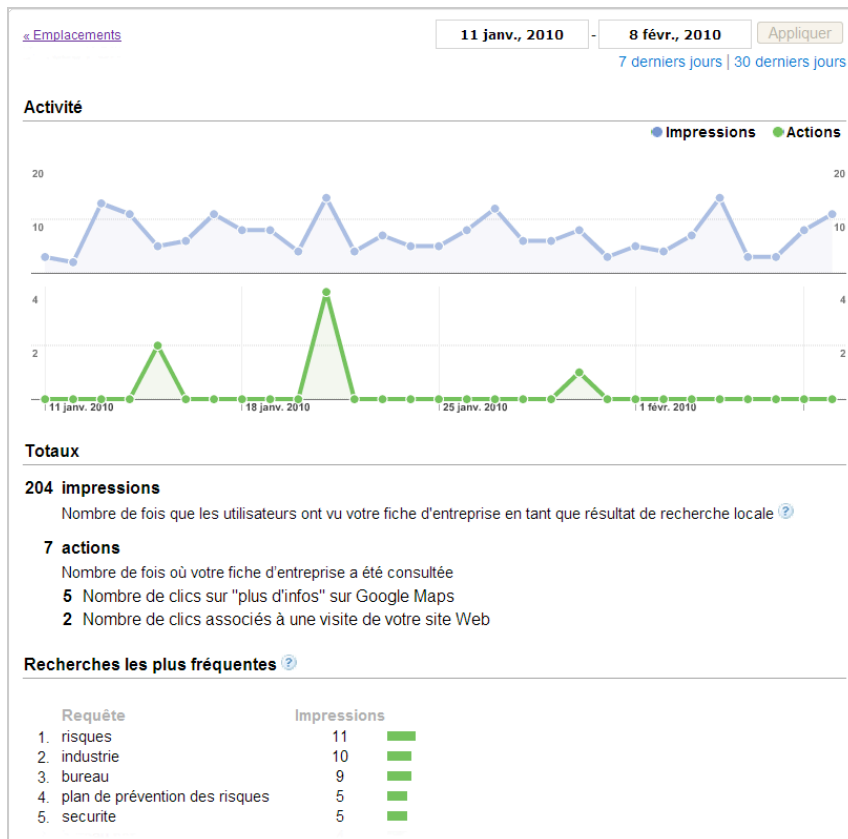 « Emplacements
11 janv., 2010 - 8 févr., 2010 Appliquer
7 derniers jours | 30 derniers jours
Activité
Impressions Actions
20 20
10 10
4 4
2 2
11 janv. 2010 18 janv. 2010 25 janv. 2010 1 févr. 2010
Totaux
204 impressions
Nombre de fois que les utilisateurs ont vu votre fiche d'entreprise en tant que résultat de recherche locale ?
7 actions
Nombre de fois où votre fiche d'entreprise a été consultée
5 Nombre de clics sur "plus d'infos" sur Google Maps
2 Nombre de clics associés à une visite de votre site Web
Recherches les plus fréquentes ?
Requête Impressions
1. risques 11
2. industrie 10
3. bureau 9
4. plan de prévention des risques 5
5. securite 5